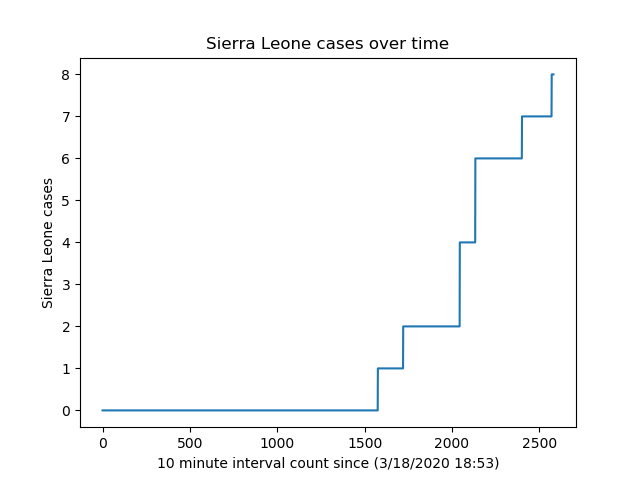 Sierra Leone cases over time
8
7
6
5
4
3
2
1
0
Sierra Leone cases
0 500 1000 1500 2000 2500
10 minute interval count since (3/18/2020 18:53)